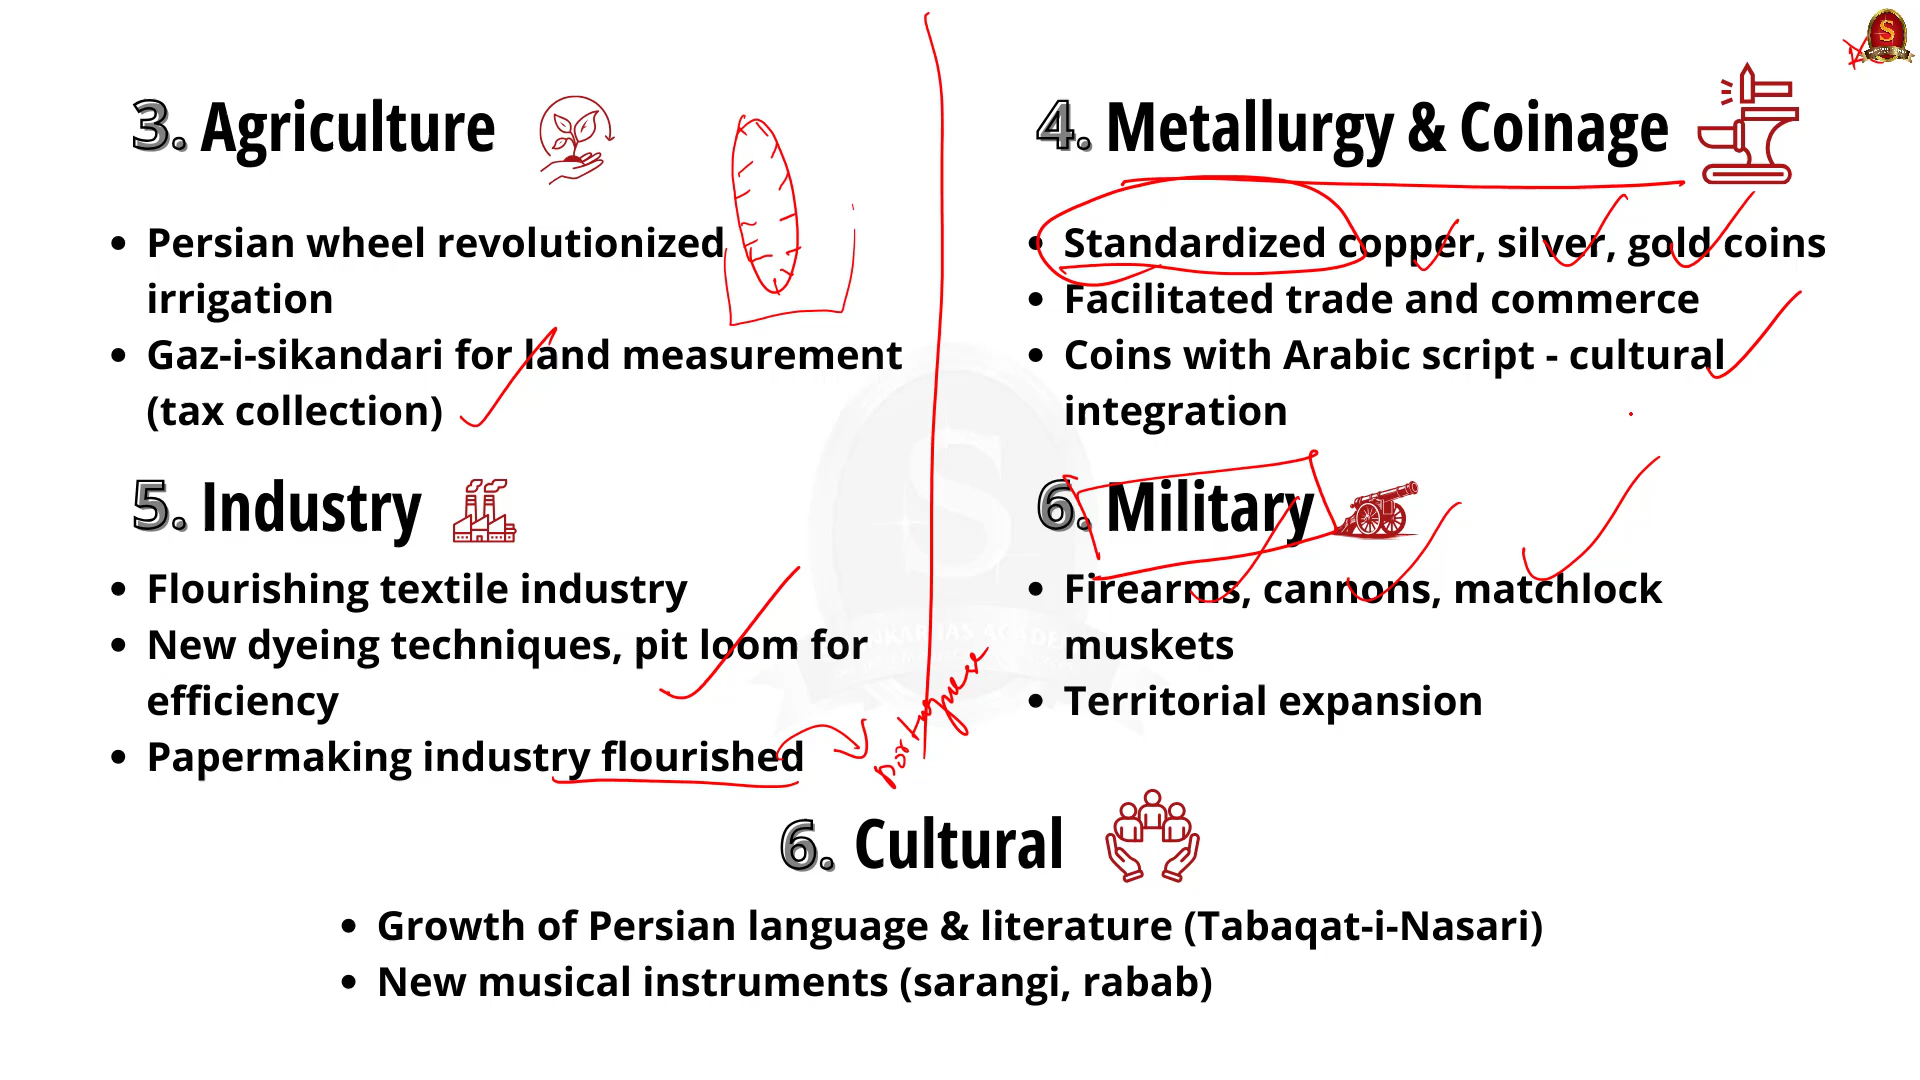 3. Agriculture
• Persian wheel revolutionized
irrigation
• Gaz-i-sikandari for land measurement
(tax collection)
4. Metallurgy & Coinage
• Standardized copper, silver, gold coins
• Facilitated trade and commerce
• Coins with Arabic script - cultural
integration
5. Industry
• Flourishing textile industry
• New dyeing techniques, pit loom for
efficiency
• Papermaking industry flourished
Portuguese
6. Military
• Firearms, cannons, matchlock
muskets
• Territorial expansion
6. Cultural
• Growth of Persian language & literature (Tabaqat-i-Nasari)
• New musical instruments (sarangi, rabab)
S
S